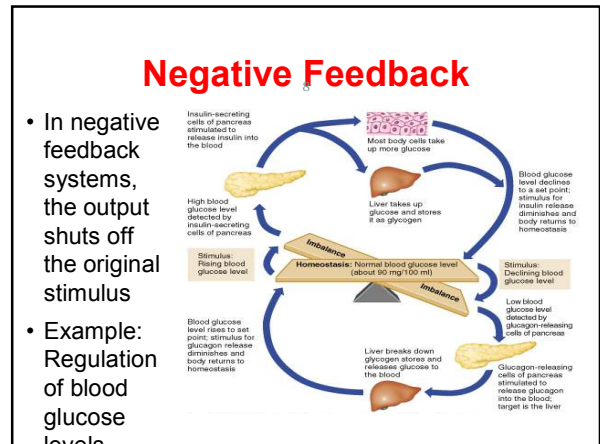 Negative Feedback
8
• In negative
feedback
systems,
the output
shuts off
the original
stimulus
• Example:
Regulation
of blood
glucose
levels
Insulin-secreting
cells of pancreas
stimulated to
release insulin into
the blood
Most body cells take
up more glucose
Blood glucose
level declines
to a set point;
stimulus for
insulin release
diminishes and
body returns to
homeostasis
Liver takes up
glucose and stores
it as glycogen
High blood
glucose level
detected by
insulin-secreting
cells of pancreas
Stimulus:
Rising blood
glucose level
Imbalance
Homeostasis: Normal blood glucose level
(about 90 mg/100 ml)
Imbalance
Stimulus:
Declining blood
glucose level
Low blood
glucose level
detected by
glucagon-releasing
cells of pancreas
Blood glucose
level rises to set
point; stimulus for
glucagon release
diminishes and
body returns to
homeostasis
Liver breaks down
glycogen stores and
releases glucose to
the blood
Glucagon-releasing
cells of pancreas
stimulated to
release glucagon
into the blood;
target is the liver